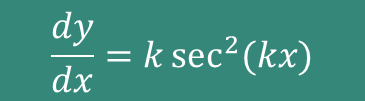 dy/dx = k sec²(kx)